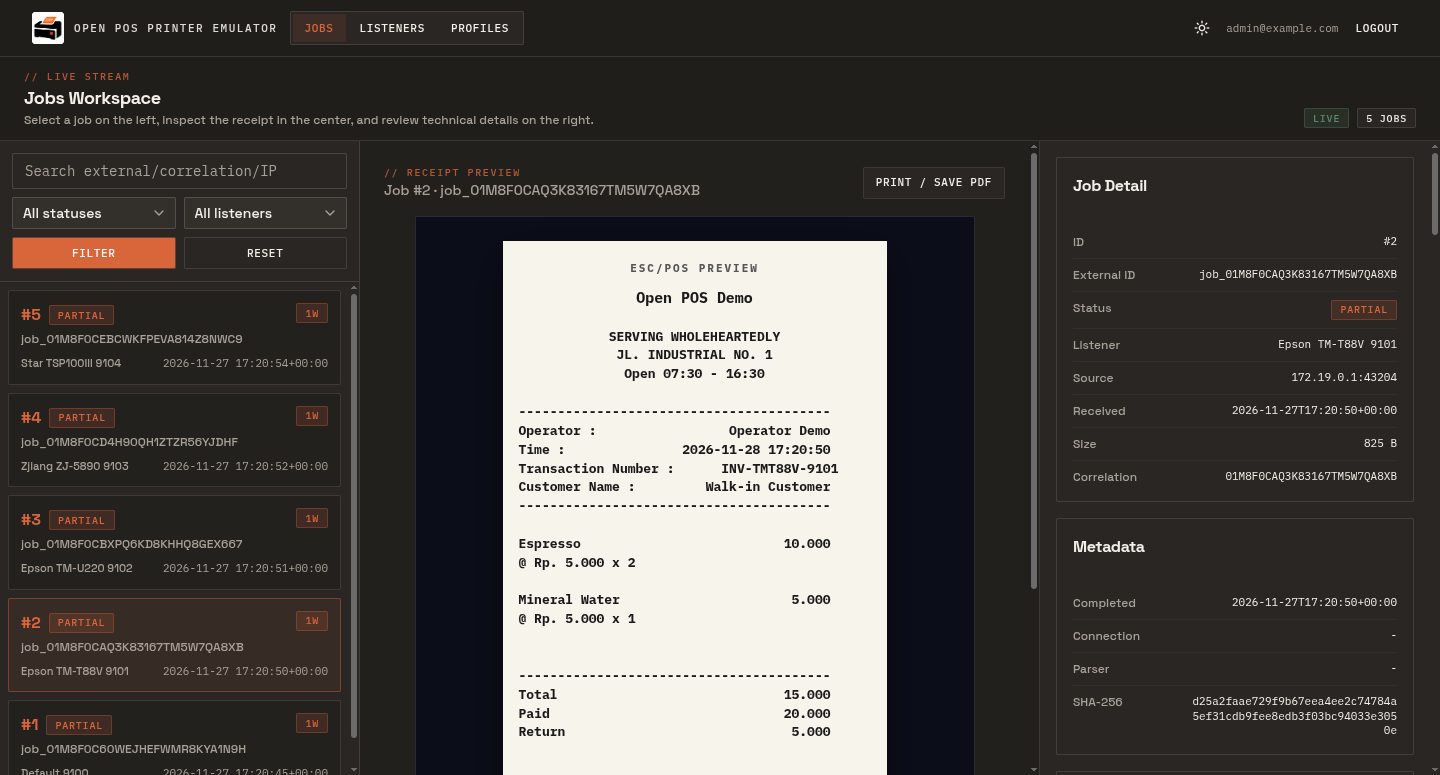 OPEN POS PRINTER EMULATOR
JOBS
LISTENERS
PROFILES
admin@example.com
LOGOUT
// LIVE STREAM
Jobs Workspace
Select a job on the left, inspect the receipt in the center, and review technical details on the right.
LIVE
5 JOBS
Search external/correlation/IP
All statuses
All listeners
FILTER
RESET
#5 PARTIAL 1W
job_01M8F0CEBCWKFPEVA814Z8NWC9
Star TSP100III 9104 2026-11-27 17:20:54+00:00
#4 PARTIAL 1W
job_01M8F0CD4H90QH1ZTZR56YJDHF
Zjiang ZJ-5890 9103 2026-11-27 17:20:52+00:00
#3 PARTIAL 1W
job_01M8F0CBXPQ6KD8KHHQ8GEX667
Epson TM-U220 9102 2026-11-27 17:20:51+00:00
#2 PARTIAL 1W
job_01M8F0CAQ3K83167TM5W7QA8XB
Epson TM-T88V 9101 2026-11-27 17:20:50+00:00
#1 PARTIAL 1W
job_01M8F0C60WEJHEFWMR8KYA1N9H
Default 9100 2026-11-27 17:20:45+00:00
// RECEIPT PREVIEW
Job #2 · job_01M8F0CAQ3K83167TM5W7QA8XB
PRINT / SAVE PDF
ESC/POS PREVIEW
Open POS Demo
SERVING WHOLEHEARTEDLY
JL. INDUSTRIAL NO. 1
Open 07:30 - 16:30
----------------------------------------
Operator : Operator Demo
Time : 2026-11-28 17:20:50
Transaction Number : INV-TMT88V-9101
Customer Name : Walk-in Customer
----------------------------------------
Espresso 10.000
@ Rp. 5.000 x 2
Mineral Water 5.000
@ Rp. 5.000 x 1
----------------------------------------
Total 15.000
Paid 20.000
Return 5.000
Job Detail
ID #2
External ID job_01M8F0CAQ3K83167TM5W7QA8XB
Status PARTIAL
Listener Epson TM-T88V 9101
Source 172.19.0.1:43204
Received 2026-11-27T17:20:50+00:00
Size 825 B
Correlation 01M8F0CAQ3K83167TM5W7QA8XB
Metadata
Completed 2026-11-27T17:20:50+00:00
Connection -
Parser -
SHA-256 d25a2faae729f9b67eea4ee2c74784a
5ef31cdb9fee8edb3f03bc94033e305
0e